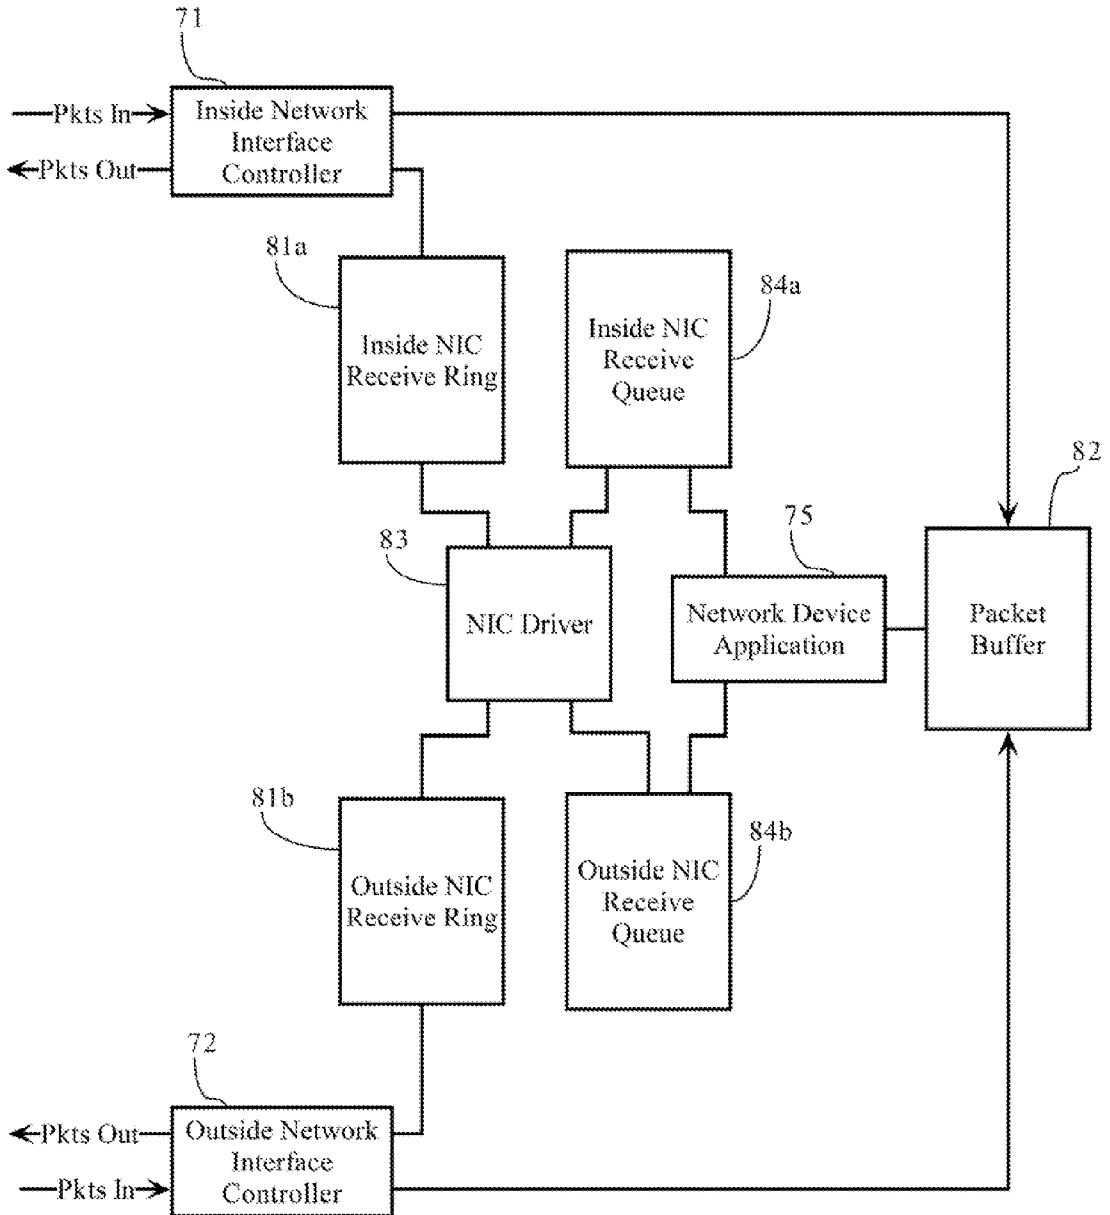 71
Pkts In
Inside Network
Interface
Controller
Pkts Out
81a
84a
Inside NIC
Receive Ring
Inside NIC
Receive
Queue
82
83
75
NIC Driver
Network Device
Application
Packet
Buffer
81b
84b
Outside NIC
Receive Ring
Outside NIC
Receive
Queue
72
Pkts Out
Outside Network
Interface
Controller
Pkts In